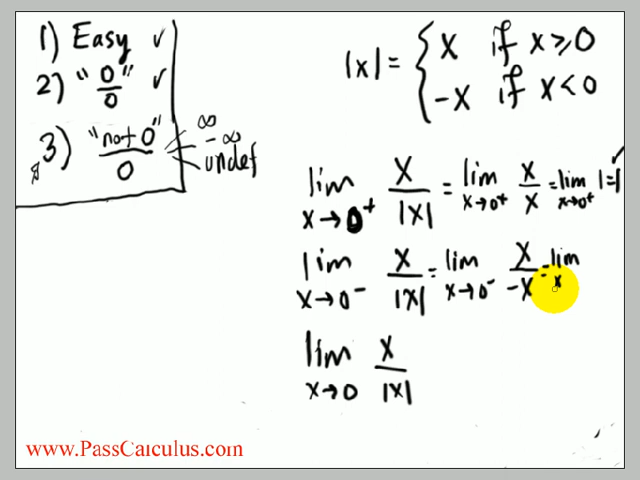 1) Easy ✓
2) "0/0" ✓
3) "not 0"/0 ∞ -∞ undef
|x| = { x if x ≥ 0
-x if x < 0
lim x→0⁺ x/|x| = lim x→0⁺ x/x = lim x→0⁺ 1 = 1 ✓
lim x→0⁻ x/|x| = lim x→0⁻ x/-x = lim x
lim x→0 x/|x|
www.PassCalculus.com